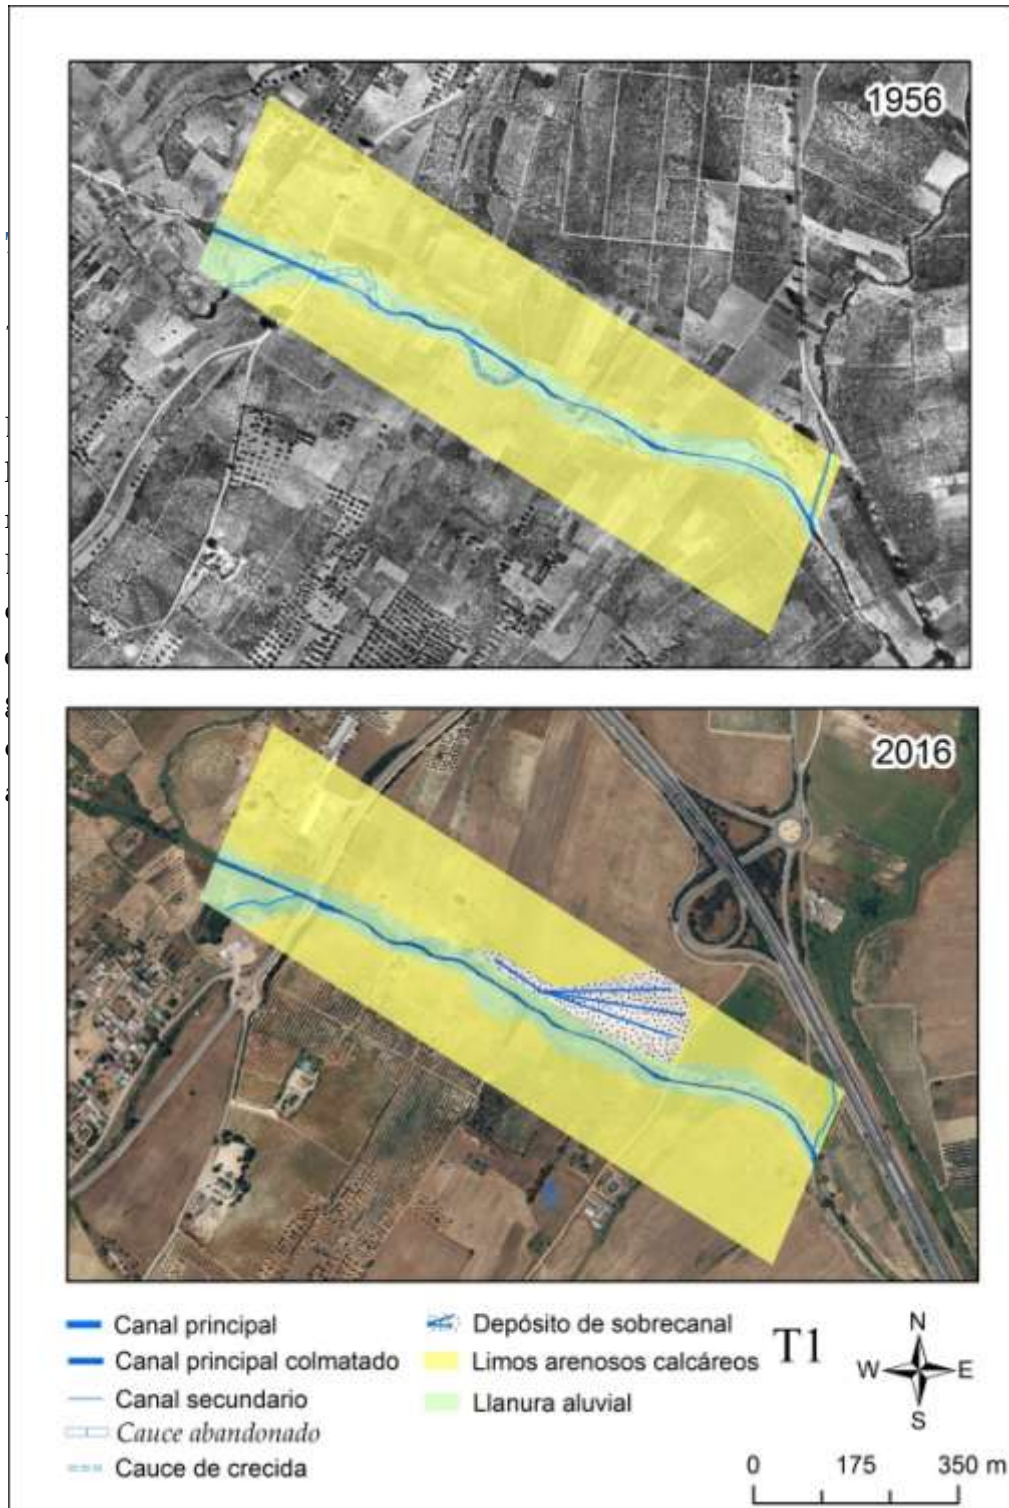 1956
2016
Canal principal
Canal principal colmatado
Canal secundario
Cauce abandonado
Cauce de crecida
Depósito de sobrecanal
Limos arenosos calcáreos
Llanura aluvial
T1
N
W E
S
0 175 350 m